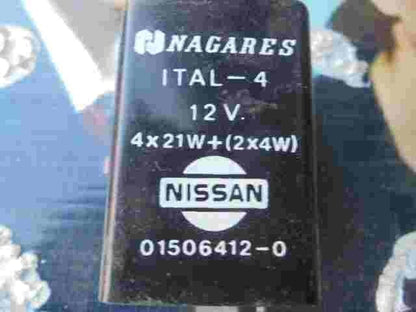 NAGARES
ITAL-4
12 V.
4x21W+(2x4W)
NISSAN
01506412-0